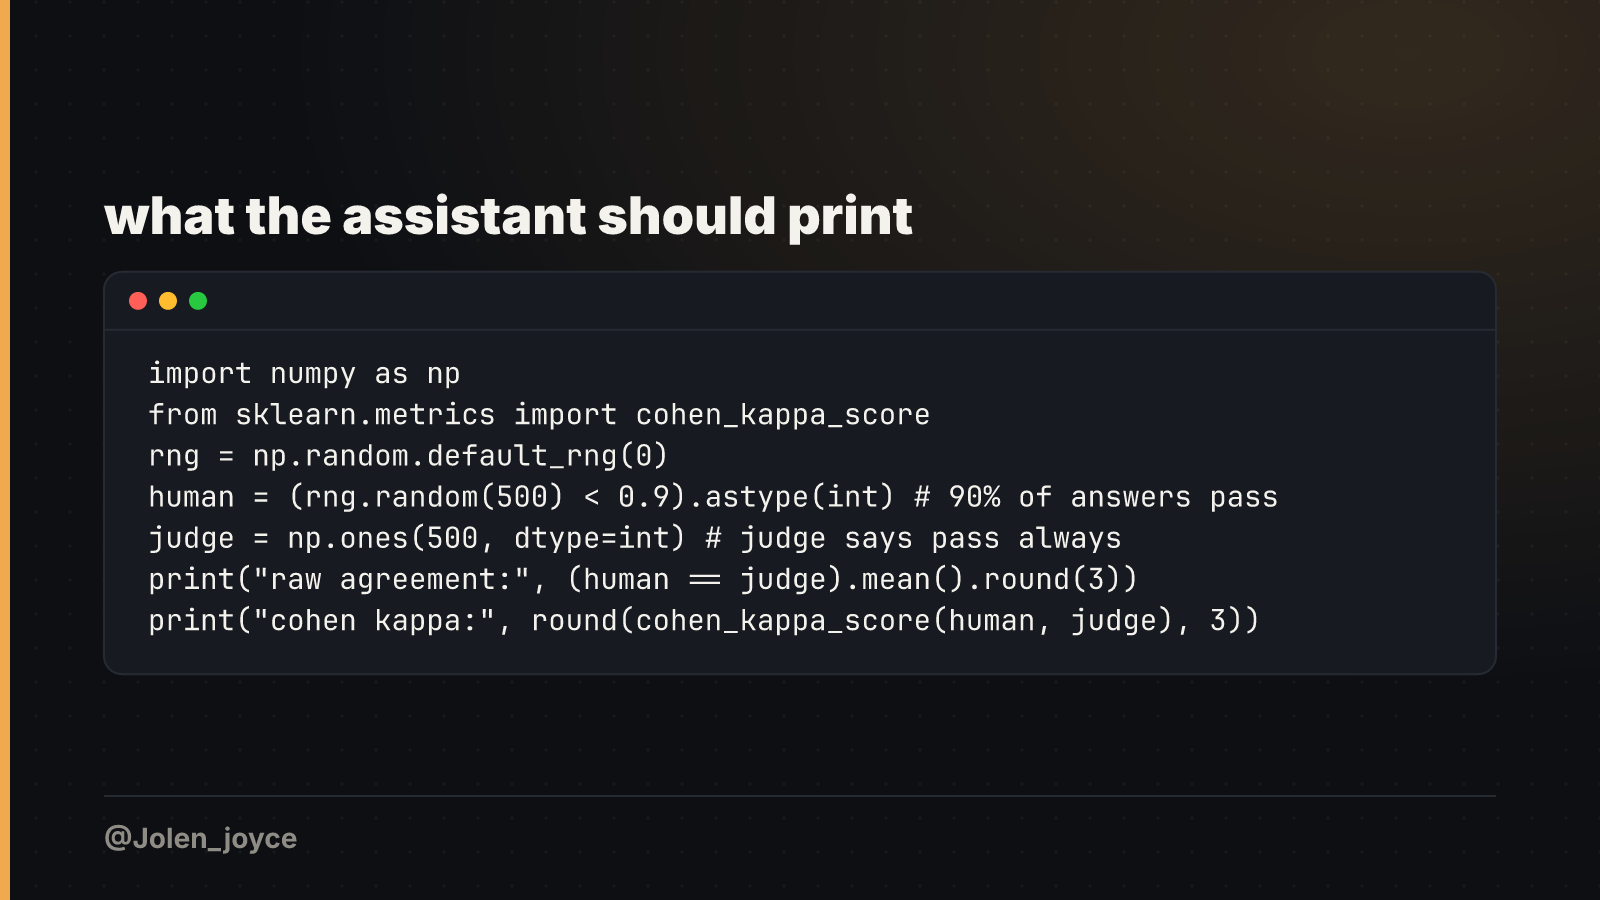 what the assistant should print
import numpy as np
from sklearn.metrics import cohen_kappa_score
rng = np.random.default_rng(0)
human = (rng.random(500) < 0.9).astype(int) # 90% of answers pass
judge = np.ones(500, dtype=int) # judge says pass always
print("raw agreement:", (human == judge).mean().round(3))
print("cohen kappa:", round(cohen_kappa_score(human, judge), 3))
@Jolen_joyce